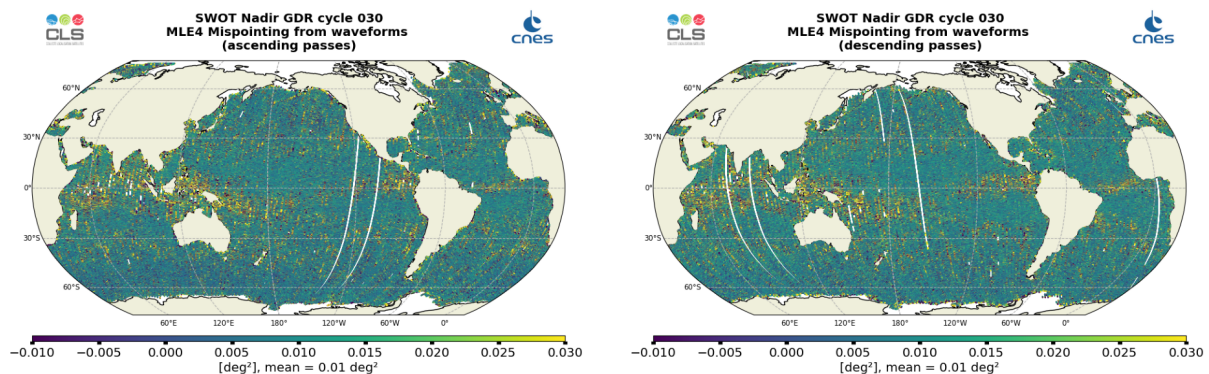 CLS
SWOT Nadir GDR cycle 030
MLE4 Mispointing from waveforms
(ascending passes)
cnes
60°N
30°N
0°
30°S
60°S
60°E 120°E 180° 120°W 60°W 0°
−0.010 −0.005 0.000 0.005 0.010 0.015 0.020 0.025 0.030
[deg²], mean = 0.01 deg²
CLS
SWOT Nadir GDR cycle 030
MLE4 Mispointing from waveforms
(descending passes)
cnes
60°N
30°N
0°
30°S
60°S
60°E 120°E 180° 120°W 60°W 0°
−0.010 −0.005 0.000 0.005 0.010 0.015 0.020 0.025 0.030
[deg²], mean = 0.01 deg²